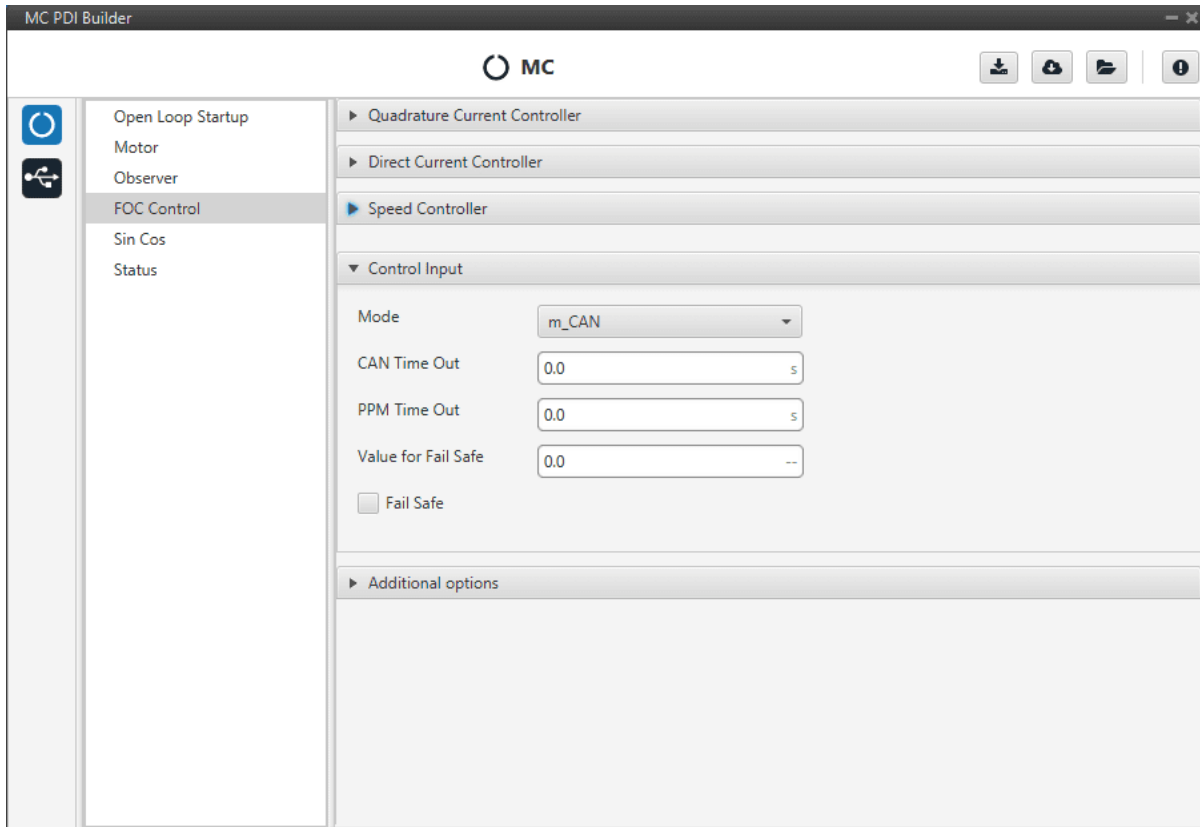 MC PDI Builder
MC
Open Loop Startup
Motor
Observer
FOC Control
Sin Cos
Status
Quadrature Current Controller
Direct Current Controller
Speed Controller
Control Input
Mode m_CAN
CAN Time Out 0.0 s
PPM Time Out 0.0 s
Value for Fail Safe 0.0 --
Fail Safe
Additional options